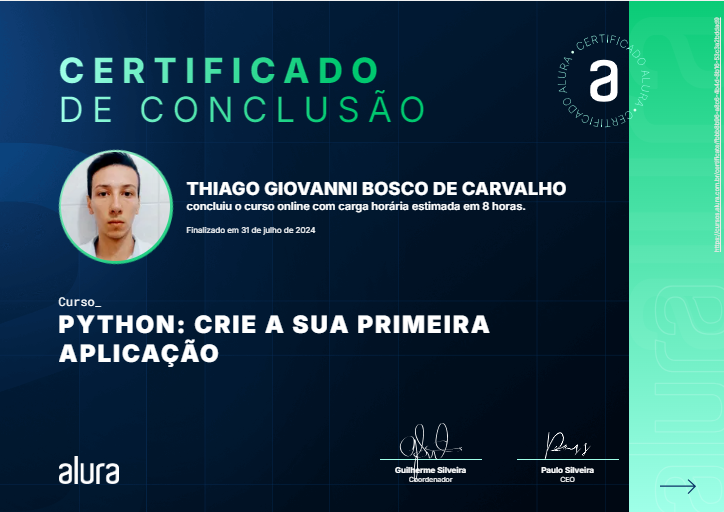 CERTIFICADO
DE CONCLUSÃO
CERTIFICADO ALURA • CERTIFICADO ALURA •
a
THIAGO GIOVANNI BOSCO DE CARVALHO
concluiu o curso online com carga horária estimada em 8 horas.
Finalizado em 31 de julho de 2024
Curso_
PYTHON: CRIE A SUA PRIMEIRA
APLICAÇÃO
alura
Guilherme Silveira
Coordenador
Paulo Silveira
CEO
alura